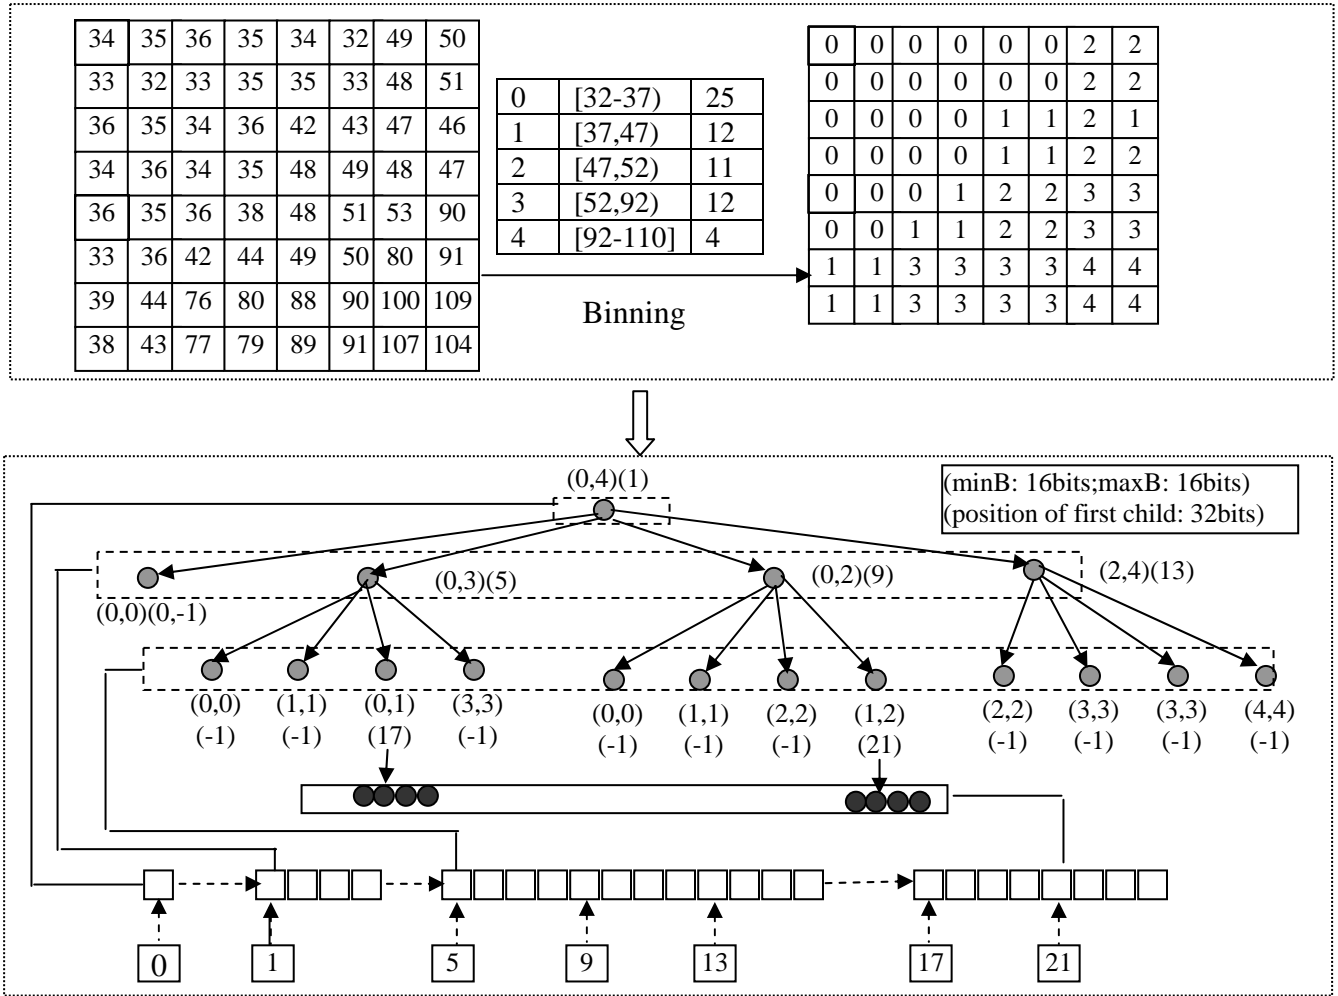 34 35 36 35 34 32 49 50
33 32 33 35 35 33 48 51
36 35 34 36 42 43 47 46
34 36 34 35 48 49 48 47
36 35 36 38 48 51 53 90
33 36 42 44 49 50 80 91
39 44 76 80 88 90 100 109
38 43 77 79 89 91 107 104
0 [32-37) 25
1 [37,47) 12
2 [47,52) 11
3 [52,92) 12
4 [92-110] 4
Binning
0 0 0 0 0 0 2 2
0 0 0 0 0 0 2 2
0 0 0 0 1 1 2 1
0 0 0 0 1 1 2 2
0 0 0 1 2 2 3 3
0 0 1 1 2 2 3 3
1 1 3 3 3 3 4 4
1 1 3 3 3 3 4 4
(0,4)(1)
(minB: 16bits;maxB: 16bits)
(position of first child: 32bits)
(0,0)(0,-1)
(0,3)(5)
(0,2)(9)
(2,4)(13)
(0,0) (1,1) (0,1) (3,3) (0,0) (1,1) (2,2) (1,2) (2,2) (3,3) (3,3) (4,4)
(-1) (-1) (17) (-1) (-1) (-1) (-1) (21) (-1) (-1) (-1) (-1)
0 1 5 9 13 17 21